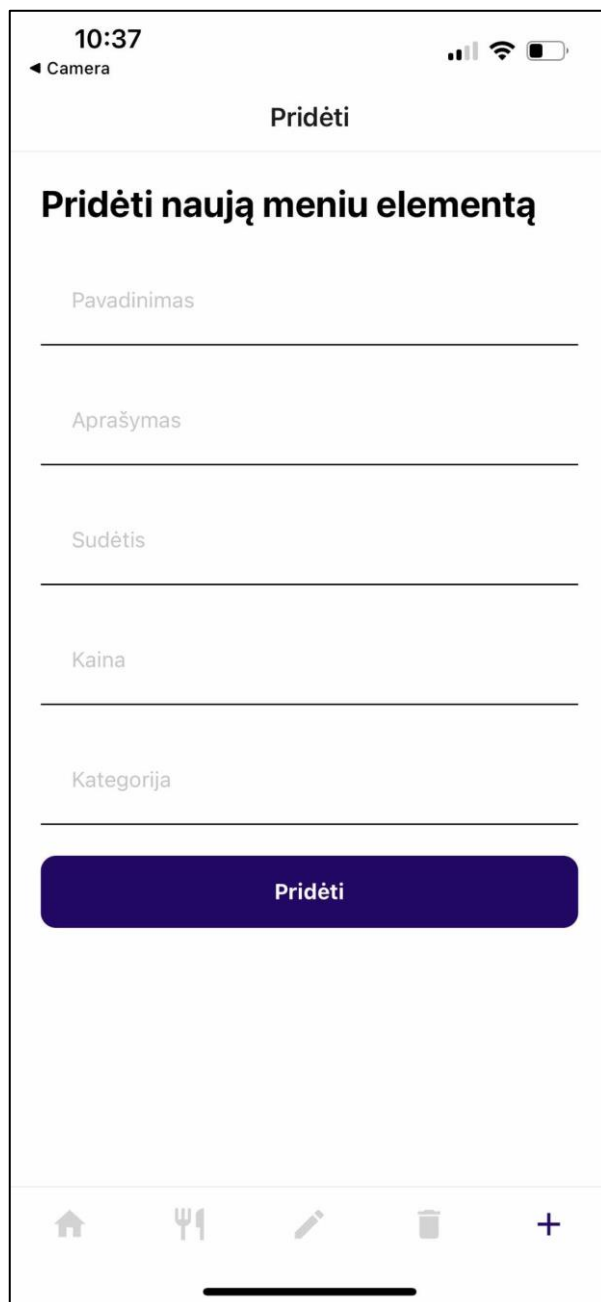 10:37
◀ Camera
Pridėti
Pridėti naują meniu elementą
Pavadinimas
Aprašymas
Sudėtis
Kaina
Kategorija
Pridėti